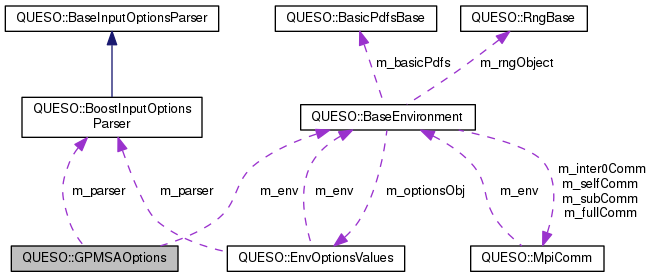 QUESO::BaseInputOptionsParser
QUESO::BasicPdfsBase
QUESO::RngBase
m_basicPdfs
m_rngObject
QUESO::BoostInputOptions
Parser
QUESO::BaseEnvironment
m_parser
m_parser
m_env
m_env
m_optionsObj
m_env
m_inter0Comm
m_selfComm
m_subComm
m_fullComm
QUESO::GPMSAOptions
QUESO::EnvOptionsValues
QUESO::MpiComm